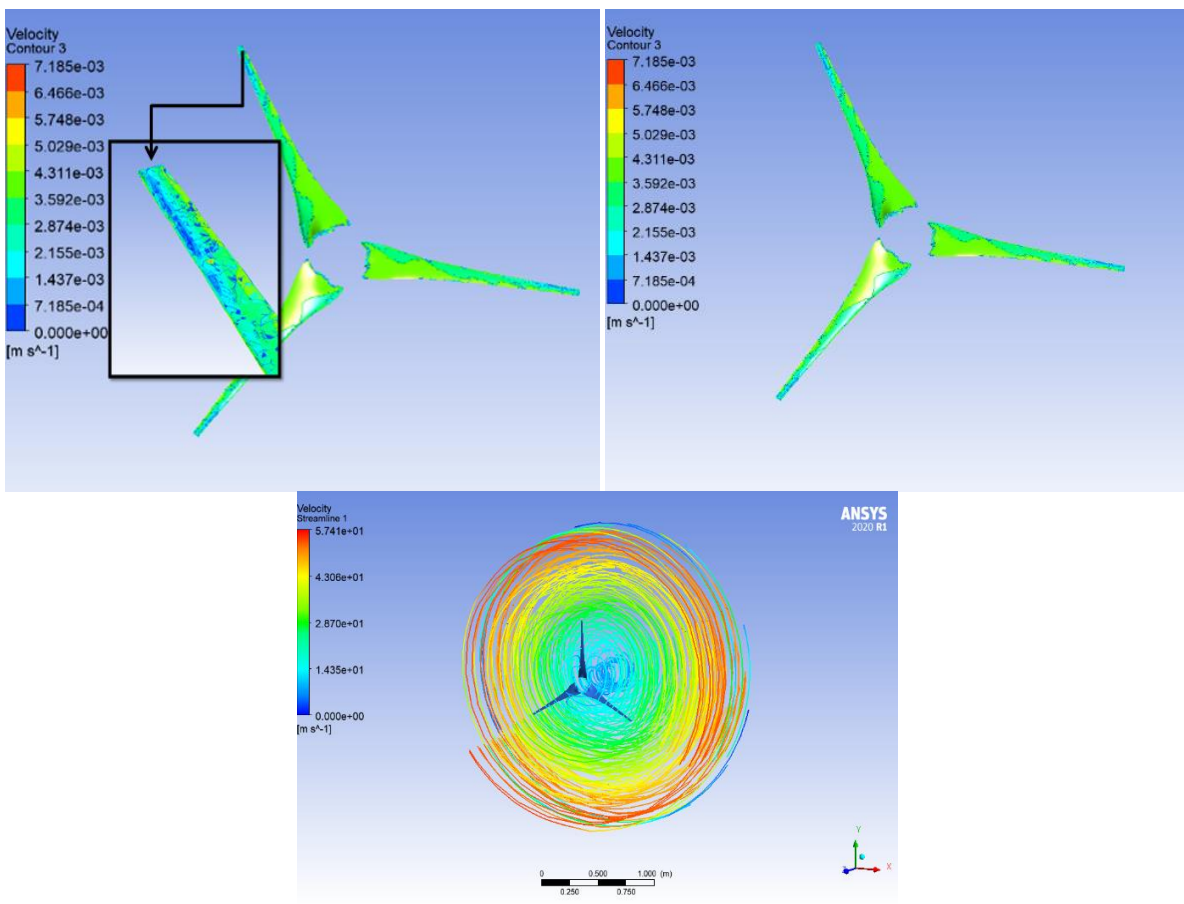 Velocity
Contour 3
7.185e-03
6.466e-03
5.748e-03
5.029e-03
4.311e-03
3.592e-03
2.874e-03
2.155e-03
1.437e-03
7.185e-04
0.000e+00
[m s^-1]
Velocity
Contour 3
7.185e-03
6.466e-03
5.748e-03
5.029e-03
4.311e-03
3.592e-03
2.874e-03
2.155e-03
1.437e-03
7.185e-04
0.000e+00
[m s^-1]
Velocity
Streamline 1
5.741e+01
4.306e+01
2.870e+01
1.435e+01
0.000e+00
[m s^-1]
ANSYS
2020 R1
Y
X
0 0.500 1.000 (m)
0.250 0.750